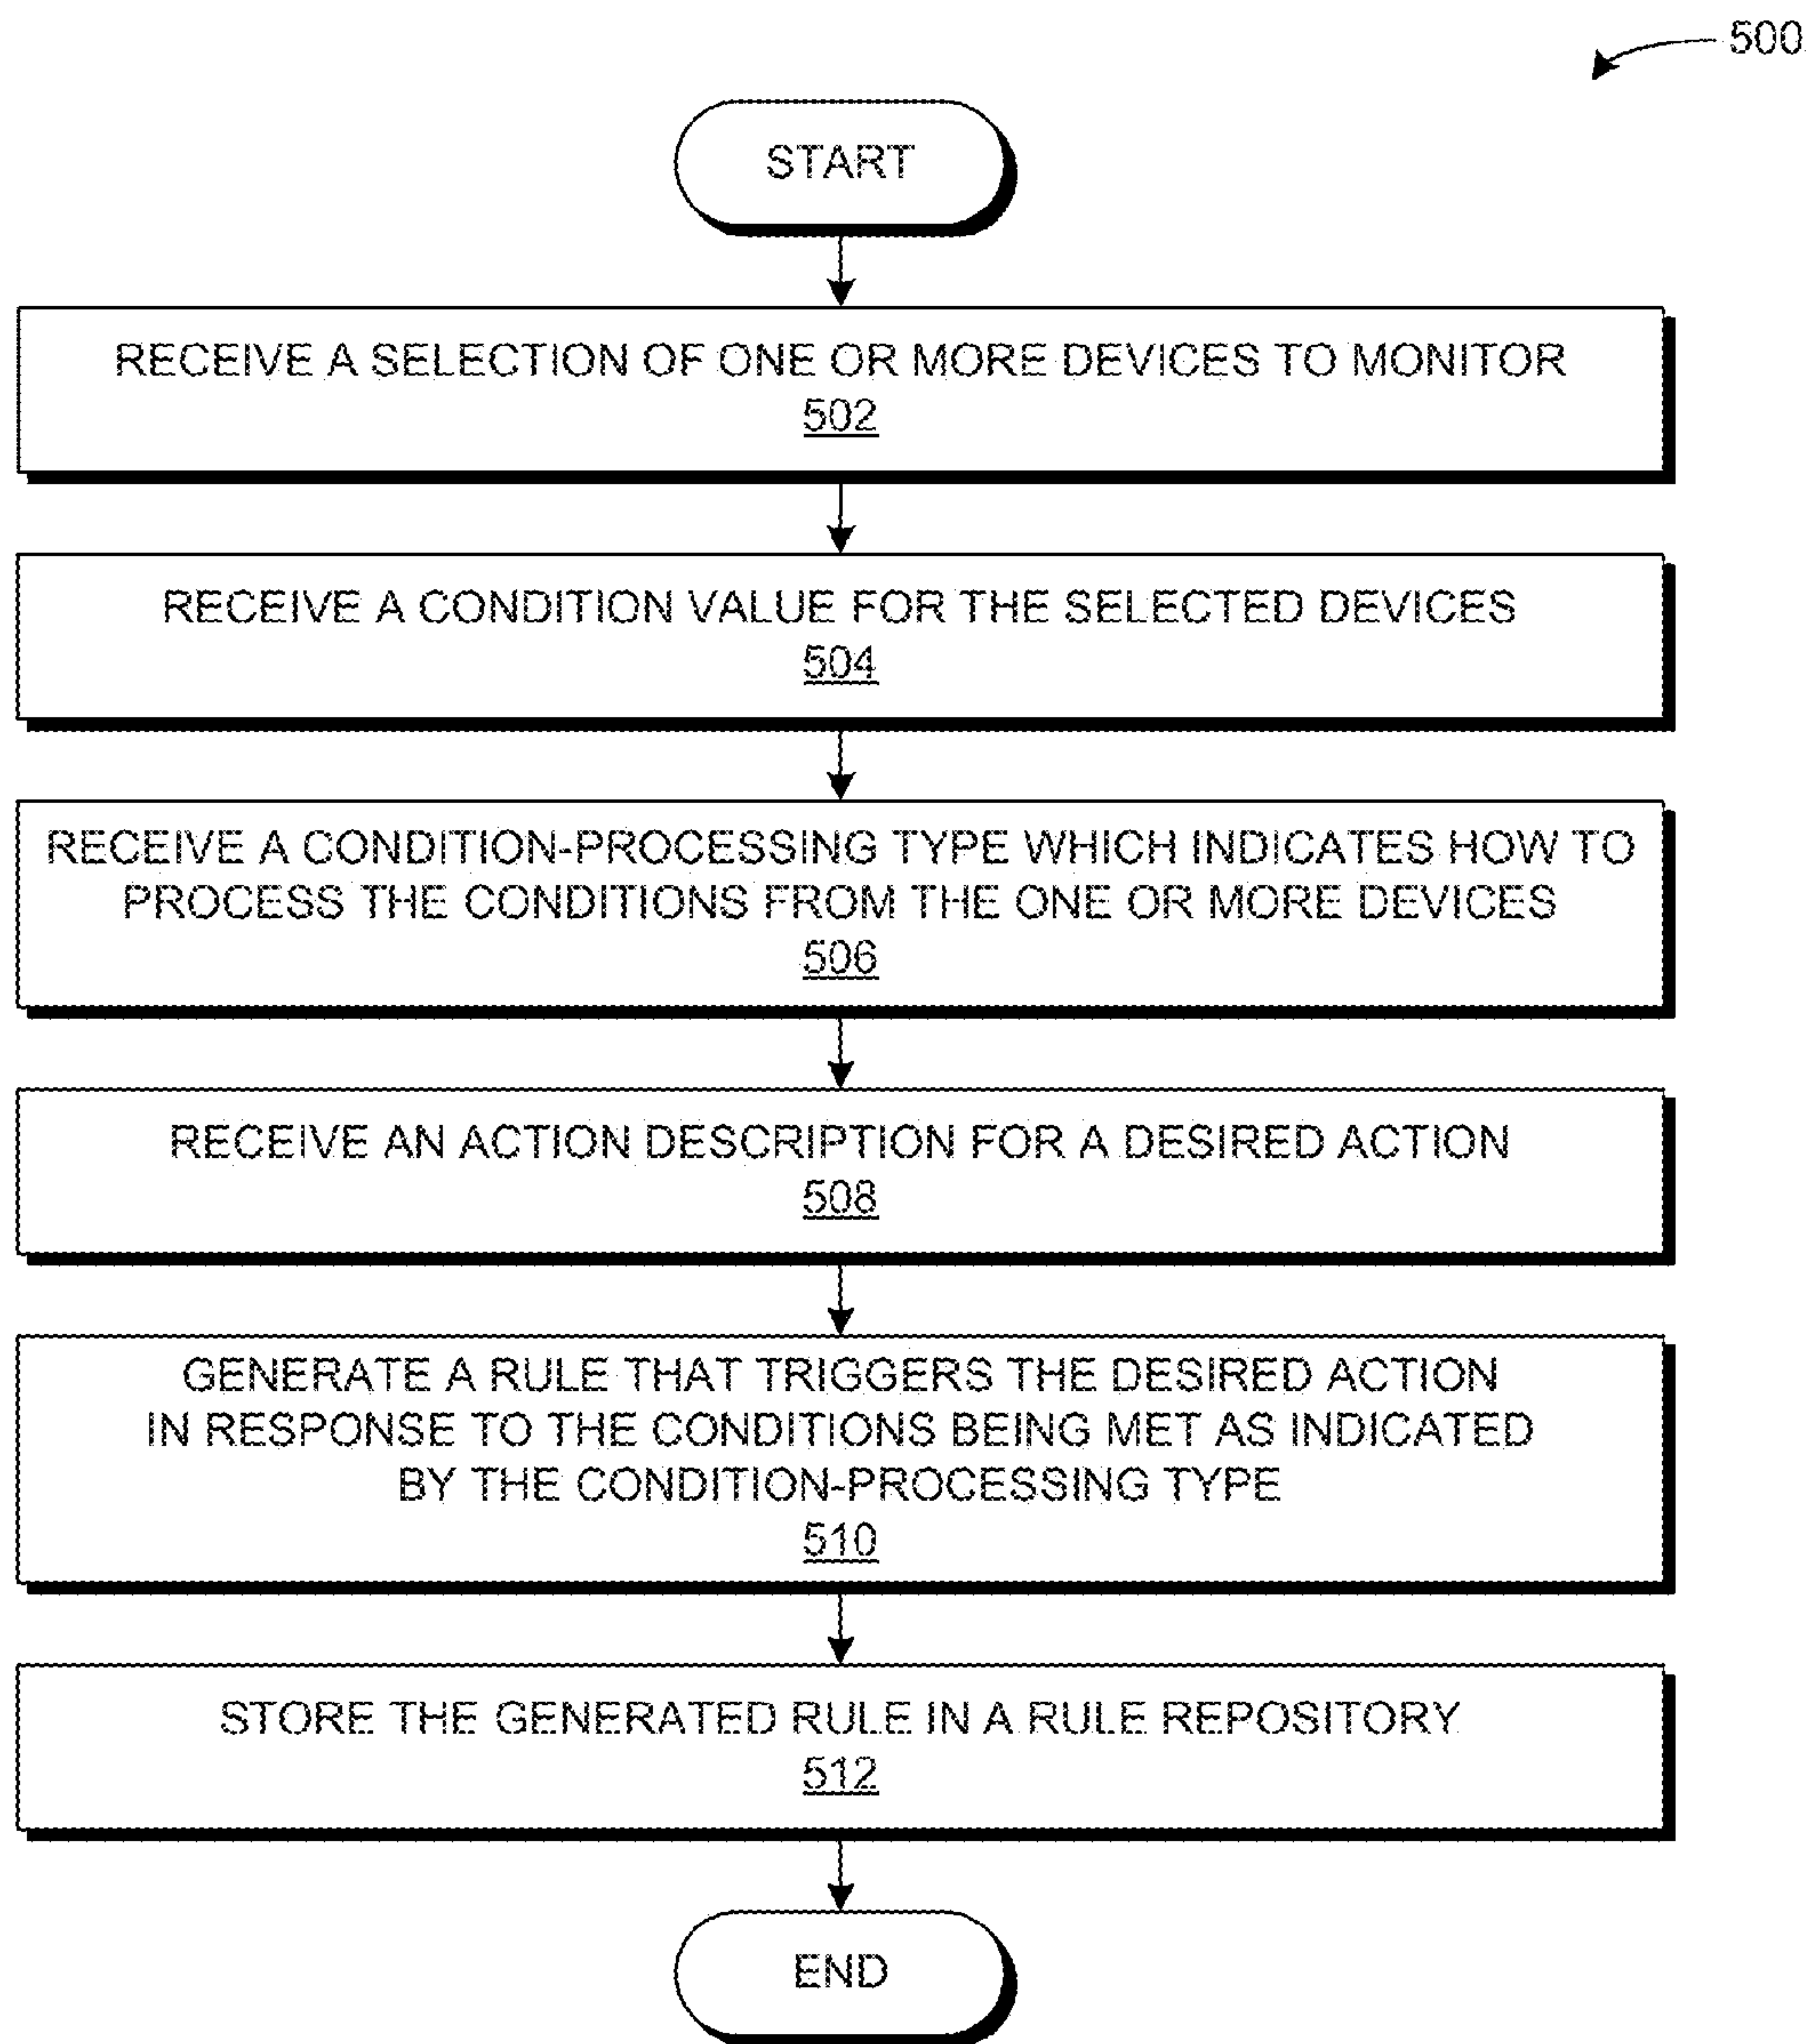 500
START
RECEIVE A SELECTION OF ONE OR MORE DEVICES TO MONITOR
502
RECEIVE A CONDITION VALUE FOR THE SELECTED DEVICES
504
RECEIVE A CONDITION-PROCESSING TYPE WHICH INDICATES HOW TO
PROCESS THE CONDITIONS FROM THE ONE OR MORE DEVICES
506
RECEIVE AN ACTION DESCRIPTION FOR A DESIRED ACTION
508
GENERATE A RULE THAT TRIGGERS THE DESIRED ACTION
IN RESPONSE TO THE CONDITIONS BEING MET AS INDICATED
BY THE CONDITION-PROCESSING TYPE
510
STORE THE GENERATED RULE IN A RULE REPOSITORY
512
END